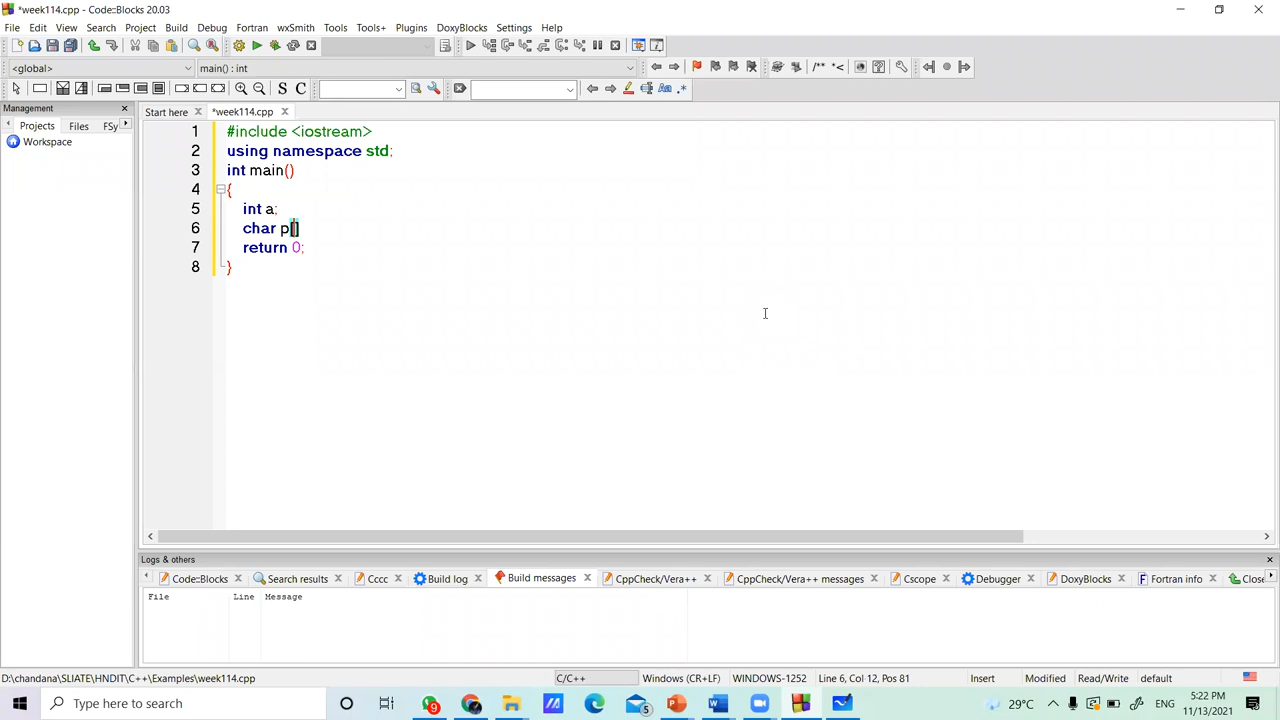 *week114.cpp - Code::Blocks 20.03
File Edit View Search Project Build Debug Fortran wxSmith Tools Tools+ Plugins DoxyBlocks Settings Help
<global> main() : int /** *<
S C Aa .*
Management
Projects Files FSy
Workspace
Start here *week114.cpp
1 #include <iostream>
2 using namespace std;
3 int main()
4 {
5 int a;
6 char p[]
7 return 0;
8 }
Logs & others
Code::Blocks Search results Cccc Build log Build messages CppCheck/Vera++ CppCheck/Vera++ messages Cscope Debugger DoxyBlocks F Fortran info Close
File Line Message
D:\chandana\SLIATE\HNDIT\C++\Examples\week114.cpp C/C++ Windows (CR+LF) WINDOWS-1252 Line 6, Col 12, Pos 81 Insert Modified Read/Write default
Type here to search 9 5 29°C ENG 5:22 PM
11/13/2021